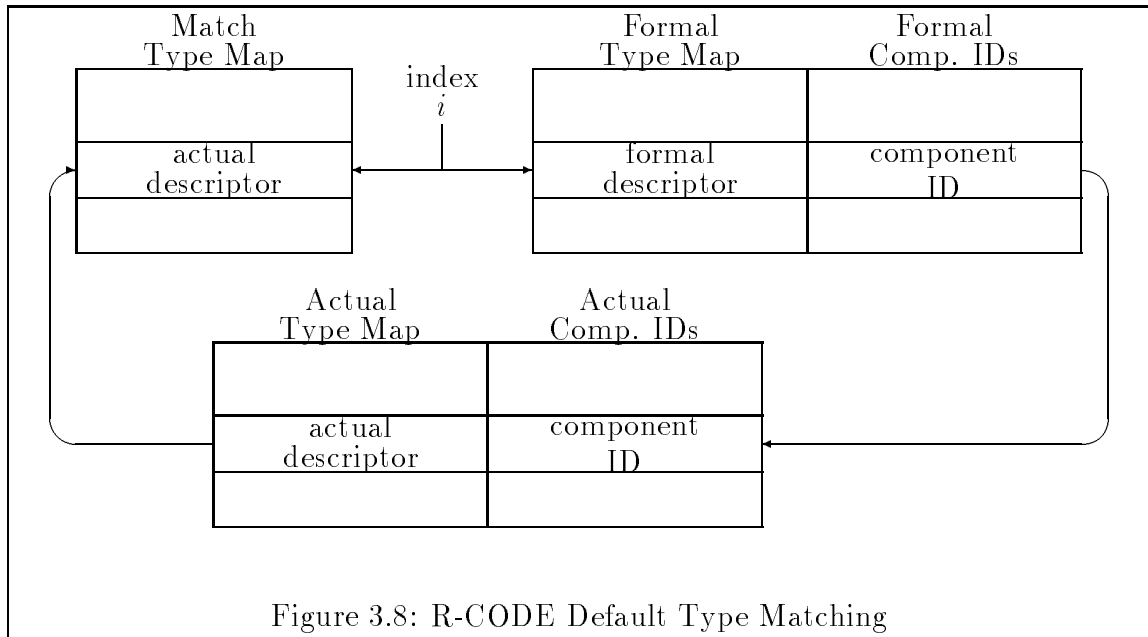 Match
Type Map
index
i
Formal
Type Map
Formal
Comp. IDs
actual
descriptor
formal
descriptor
component
ID
Actual
Type Map
Actual
Comp. IDs
actual
descriptor
component
ID
Figure 3.8: R-CODE Default Type Matching